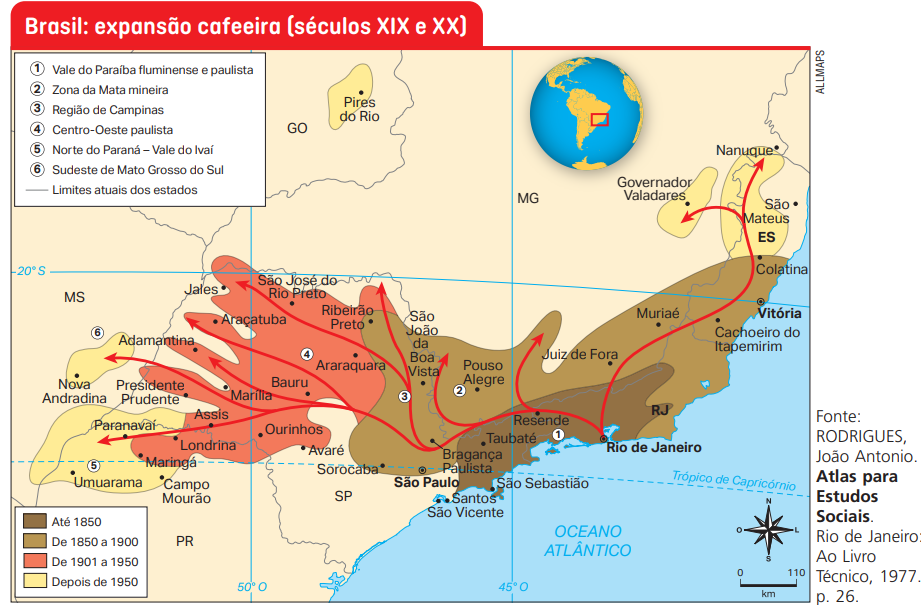 Brasil: expansão cafeeira (séculos XIX e XX)
1 Vale do Paraíba fluminense e paulista
2 Zona da Mata mineira
3 Região de Campinas
4 Centro-Oeste paulista
5 Norte do Paraná – Vale do Ivaí
6 Sudeste de Mato Grosso do Sul
Limites atuais dos estados
ALLMAPS
GO
Pires
do Rio
MG
Nanuque
Governador
Valadares
São
Mateus
ES
Colatina
20° S
MS
Jales
São José do
Rio Preto
Ribeirão
Preto
Araçatuba
São
João
da
Boa
Vista
Muriaé
Vitória
Cachoeiro do
Itapemirim
6
Adamantina
4
Araraquara
Juiz de Fora
Pouso
Alegre
2
3
Nova
Andradina
Presidente
Prudente
Bauru
Marília
Assis
Resende
RJ
1
Rio de Janeiro
Paranavaí
Ourinhos
Londrina
Avaré
Maringá
Taubaté
Bragança
Paulista
Sorocaba
5
Umuarama
Campo
Mourão
São Paulo
São Sebastião
Santos
São Vicente
SP
PR
Trópico de Capricórnio
OCEANO
ATLÂNTICO
Até 1850
De 1850 a 1900
De 1901 a 1950
Depois de 1950
50° O
45° O
N
O
L
S
0
110
km
Fonte:
RODRIGUES,
João Antonio.
Atlas para
Estudos
Sociais.
Rio de Janeiro:
Ao Livro
Técnico, 1977.
p. 26.